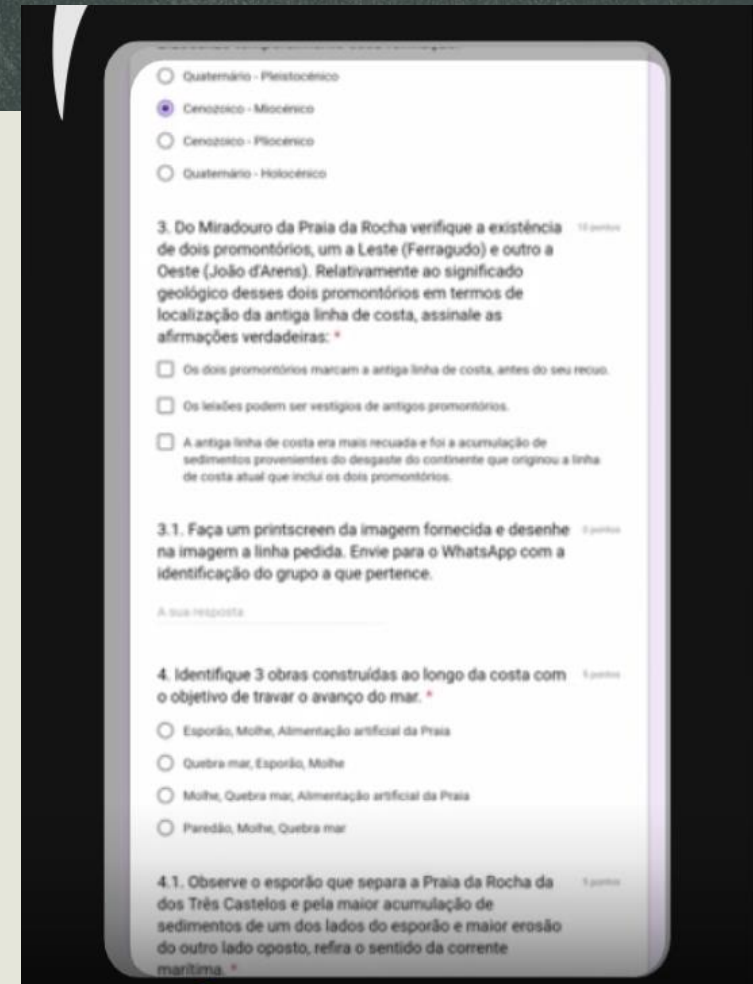 Quaternário - Pleistocénico
Cenozoico - Miocénico
Cenozoico - Pliocénico
Quaternário - Holocénico
3. Do Miradouro da Praia da Rocha verifique a existência
10 pontos
de dois promontórios, um a Leste (Ferragudo) e outro a
Oeste (João d'Arens). Relativamente ao significado
geológico desses dois promontórios em termos de
localização da antiga linha de costa, assinale as
afirmações verdadeiras: *
Os dois promontórios marcam a antiga linha de costa, antes do seu recuo.
Os leixões podem ser vestígios de antigos promontórios.
A antiga linha de costa era mais recuada e foi a acumulação de
sedimentos provenientes do desgaste do continente que originou a linha
de costa atual que inclui os dois promontórios.
3.1. Faça um printscreen da imagem fornecida e desenhe
pontos
na imagem a linha pedida. Envie para o WhatsApp com a
identificação do grupo a que pertence.
A sua resposta
4. Identifique 3 obras construídas ao longo da costa com
5 pontos
o objetivo de travar o avanço do mar. *
Esporão, Molhe, Alimentação artificial da Praia
Quebra mar, Esporão, Molhe
Molhe, Quebra mar, Alimentação artificial da Praia
Paredão, Molhe, Quebra mar
4.1. Observe o esporão que separa a Praia da Rocha da
5 pontos
dos Três Castelos e pela maior acumulação de
sedimentos de um dos lados do esporão e maior erosão
do outro lado oposto, refira o sentido da corrente
marítima. *